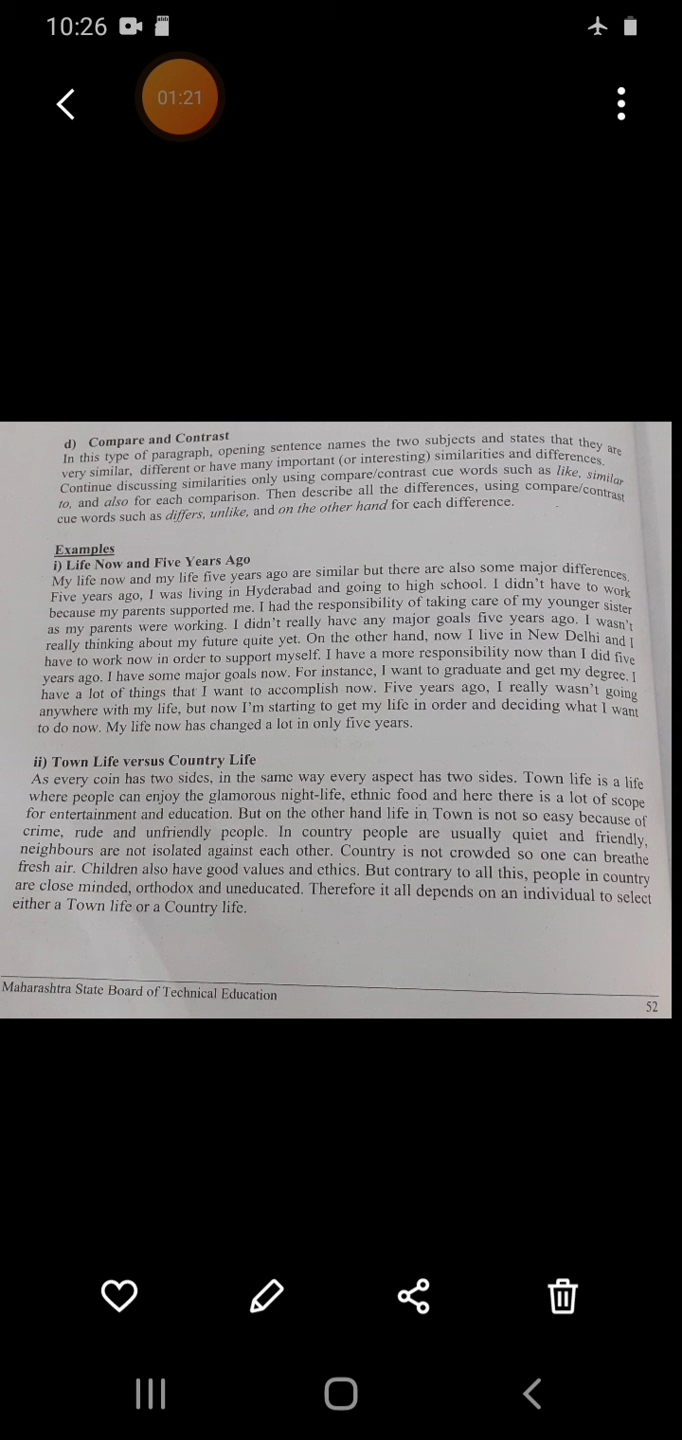 10:26
01:21
d) Compare and Contrast
In this type of paragraph, opening sentence names the two subjects and states that they are
very similar, different or have many important (or interesting) similarities and differences.
Continue discussing similarities only using compare/contrast cue words such as like, similar
to, and also for each comparison. Then describe all the differences, using compare/contrast
cue words such as differs, unlike, and on the other hand for each difference.
Examples
i) Life Now and Five Years Ago
My life now and my life five years ago are similar but there are also some major differences.
Five years ago, I was living in Hyderabad and going to high school. I didn't have to work
because my parents supported me. I had the responsibility of taking care of my younger sister
as my parents were working. I didn't really have any major goals five years ago. I wasn't
really thinking about my future quite yet. On the other hand, now I live in New Delhi and I
have to work now in order to support myself. I have a more responsibility now than I did five
years ago. I have some major goals now. For instance, I want to graduate and get my degree. I
have a lot of things that I want to accomplish now. Five years ago, I really wasn't going
anywhere with my life, but now I'm starting to get my life in order and deciding what I want
to do now. My life now has changed a lot in only five years.
ii) Town Life versus Country Life
As every coin has two sides, in the same way every aspect has two sides. Town life is a life
where people can enjoy the glamorous night-life, ethnic food and here there is a lot of scope
for entertainment and education. But on the other hand life in Town is not so easy because of
crime, rude and unfriendly people. In country people are usually quiet and friendly,
neighbours are not isolated against each other. Country is not crowded so one can breathe
fresh air. Children also have good values and ethics. But contrary to all this, people in country
are close minded, orthodox and uneducated. Therefore it all depends on an individual to select
either a Town life or a Country life.
Maharashtra State Board of Technical Education
52